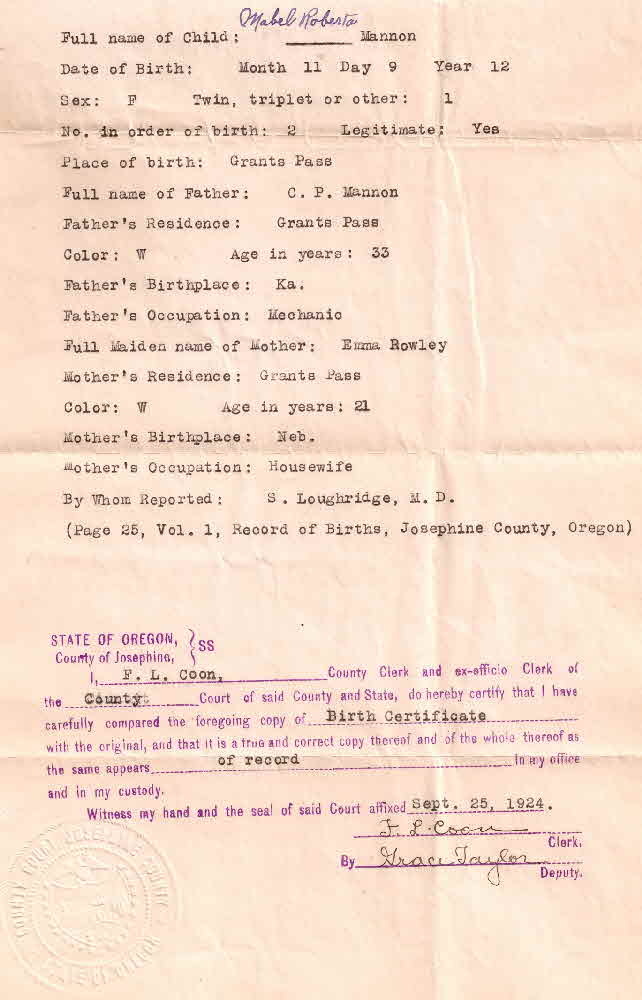 Mabel Roberta
Full name of Child: ______ Mannon
Date of Birth: Month 11 Day 9 Year 12
Sex: F Twin, triplet or other: 1
No. in order of birth: 2 Legitimate: Yes
Place of birth: Grants Pass
Full name of Father: C. P. Mannon
Father's Residence: Grants Pass
Color: W Age in years: 33
Father's Birthplace: Ka.
Father's Occupation: Mechanic
Full Maiden name of Mother: Emma Rowley
Mother's Residence: Grants Pass
Color: W Age in years: 21
Mother's Birthplace: Neb.
Mother's Occupation: Housewife
By Whom Reported: S. Loughridge, M. D.
(Page 25, Vol. 1, Record of Births, Josephine County, Oregon)
STATE OF OREGON, } SS
County of Josephine,
I, F. L. Coon, County Clerk and ex-officio Clerk of
the County Court of said County and State, do hereby certify that I have
carefully compared the foregoing copy of Birth Certificate
with the original, and that it is a true and correct copy thereof and of the whole thereof as
the same appears of record in my office
and in my custody.
Witness my hand and the seal of said Court affixed Sept. 25, 1924.
F. L. Coon
Clerk.
By Grace Taylor
Deputy.
COUNTY COURT JOSEPHINE COUNTY
STATE OF OREGON